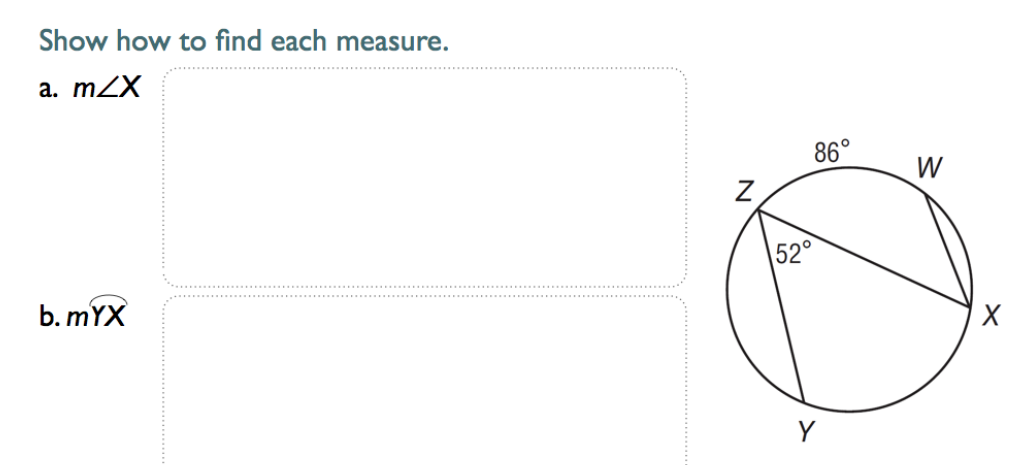 Show how to find each measure.
a. m∠X
86°
W
Z
52°
b. mYX
X
Y